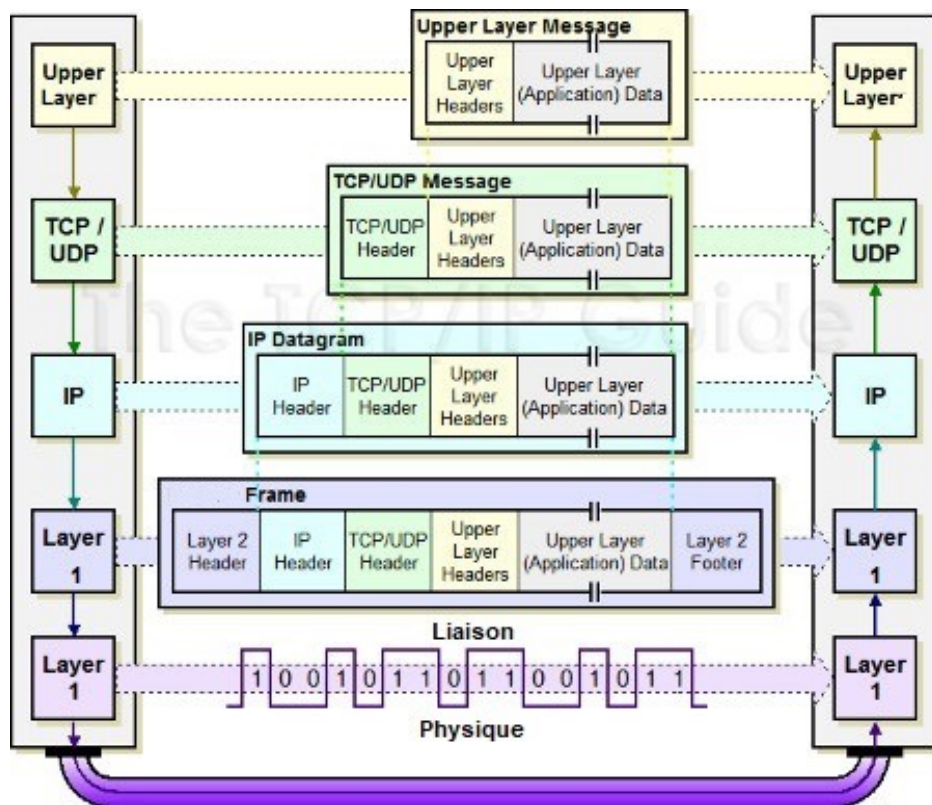 Upper Layer Message
Upper
Layer
Upper
Layer
Headers
Upper Layer
(Application) Data
Upper
Layer
TCP/UDP Message
TCP /
UDP
TCP/UDP
Header
Upper
Layer
Headers
Upper Layer
(Application) Data
TCP /
UDP
The TCP/IP Guide
IP Datagram
IP
IP
Header
TCP/UDP
Header
Upper
Layer
Headers
Upper Layer
(Application) Data
IP
Frame
Layer
1
Layer 2
Header
IP
Header
TCP/UDP
Header
Upper
Layer
Headers
Upper Layer
(Application) Data
Layer 2
Footer
Layer
1
Liaison
Layer
1
1 0 0 1 0 1 1 0 1 1 0 0 1 0 1 1
Layer
1
Physique